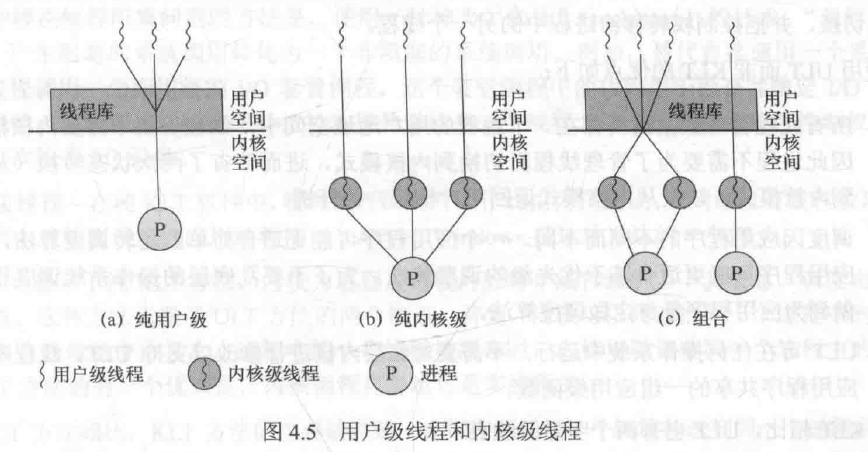 线程库
用户
空间
内核
空间
P
(a) 纯用户级
用户
空间
内核
空间
P
(b) 纯内核级
线程库
用户
空间
内核
空间
P
P
(c) 组合
用户级线程
内核级线程
P
进程
图 4.5 用户级线程和内核级线程